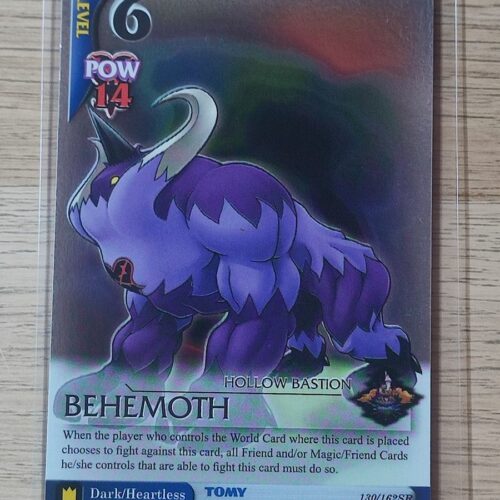 LEVEL
6
POW
14
HOLLOW BASTION
BEHEMOTH
When the player who controls the World Card where this card is placed
chooses to fight against this card, all Friend and/or Magic/Friend Cards
he/she controls that are able to fight this card must do so.
Dark/Heartless
TOMY
130/162SR